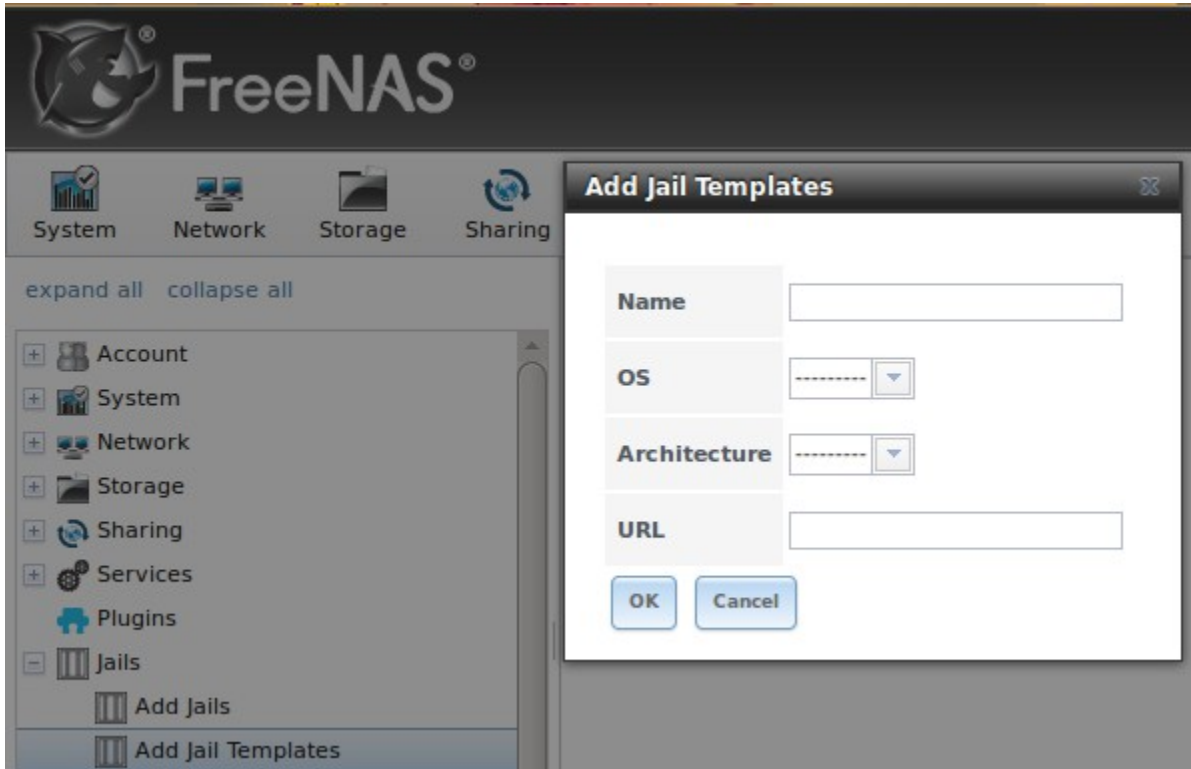 FreeNAS®
System Network Storage Sharing
expand all collapse all
Account
System
Network
Storage
Sharing
Services
Plugins
Jails
Add Jails
Add Jail Templates
Add Jail Templates
Name
OS ---------
Architecture ---------
URL
OK Cancel